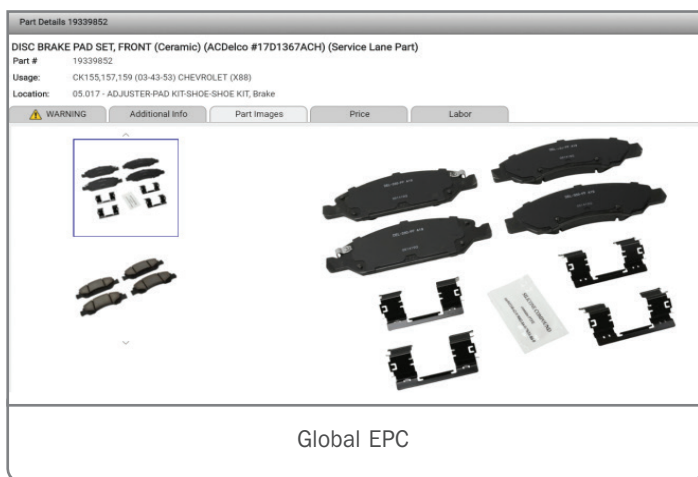 Part Details 19339852
DISC BRAKE PAD SET, FRONT (Ceramic) (ACDelco #17D1367ACH) (Service Lane Part)
Part # 19339852
Usage: CK155,157,159 (03-43-53) CHEVROLET (X88)
Location: 05.017 - ADJUSTER-PAD KIT-SHOE-SHOE KIT, Brake
WARNING Additional Info Part Images Price Labor
SILICONE COMPOUND
Global EPC